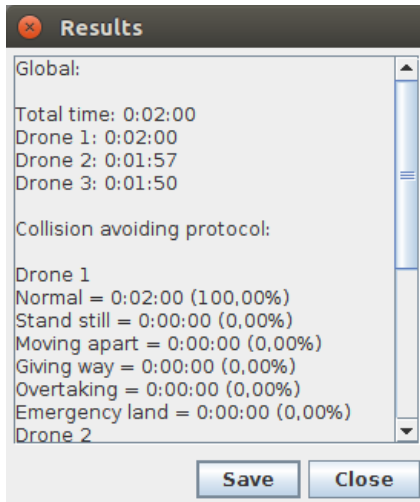 Results
Global:
Total time: 0:02:00
Drone 1: 0:02:00
Drone 2: 0:01:57
Drone 3: 0:01:50
Collision avoiding protocol:
Drone 1
Normal = 0:02:00 (100,00%)
Stand still = 0:00:00 (0,00%)
Moving apart = 0:00:00 (0,00%)
Giving way = 0:00:00 (0,00%)
Overtaking = 0:00:00 (0,00%)
Emergency land = 0:00:00 (0,00%)
Drone 2
Save Close